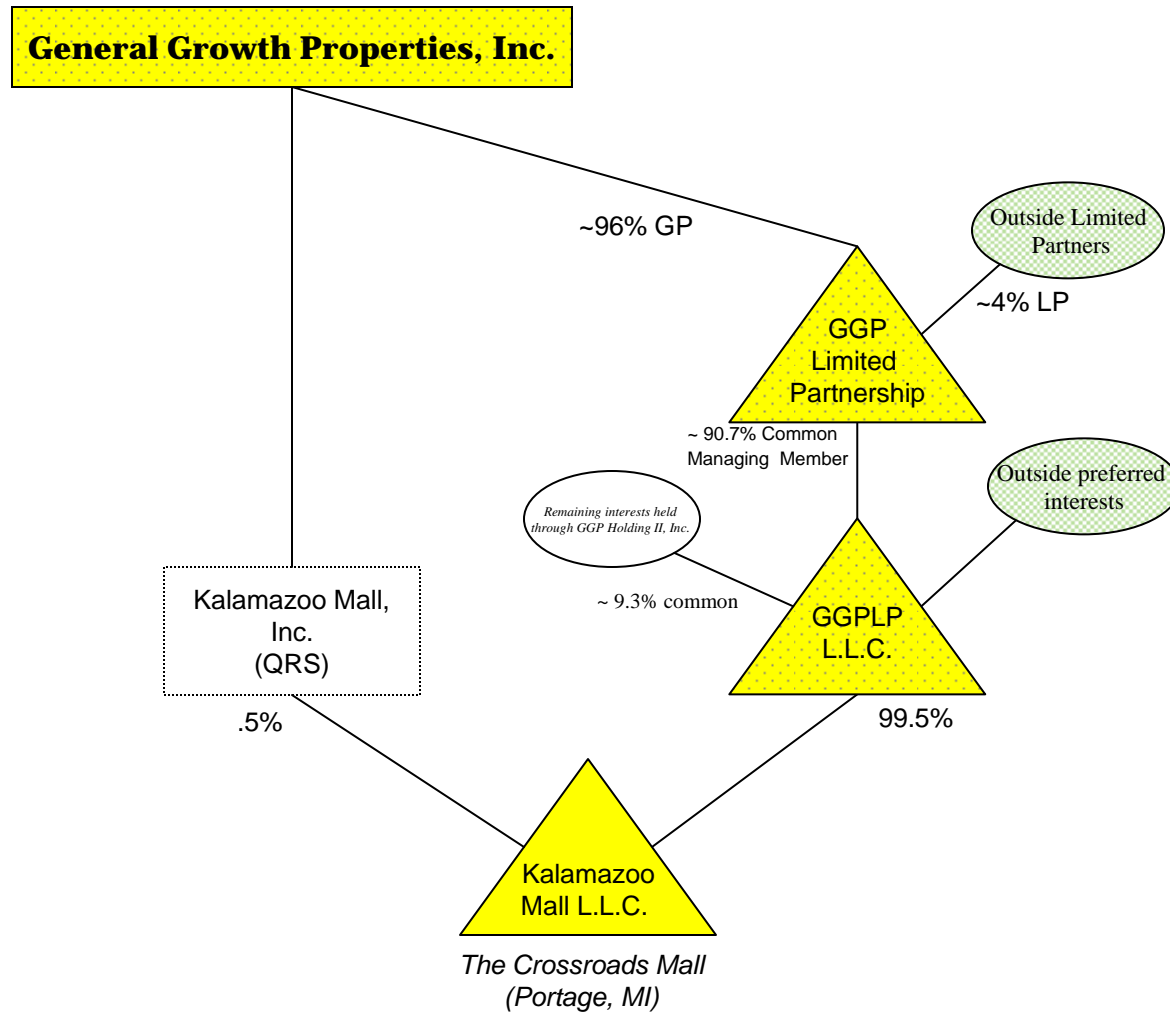 General Growth Properties, Inc.
~96% GP
Outside Limited
Partners
~4% LP
GGP
Limited
Partnership
~ 90.7% Common
Managing Member
Outside preferred
interests
Remaining interests held
through GGP Holding II, Inc.
~ 9.3% common
GGPLP
L.L.C.
Kalamazoo Mall,
Inc.
(QRS)
.5%
99.5%
Kalamazoo
Mall L.L.C.
The Crossroads Mall
(Portage, MI)